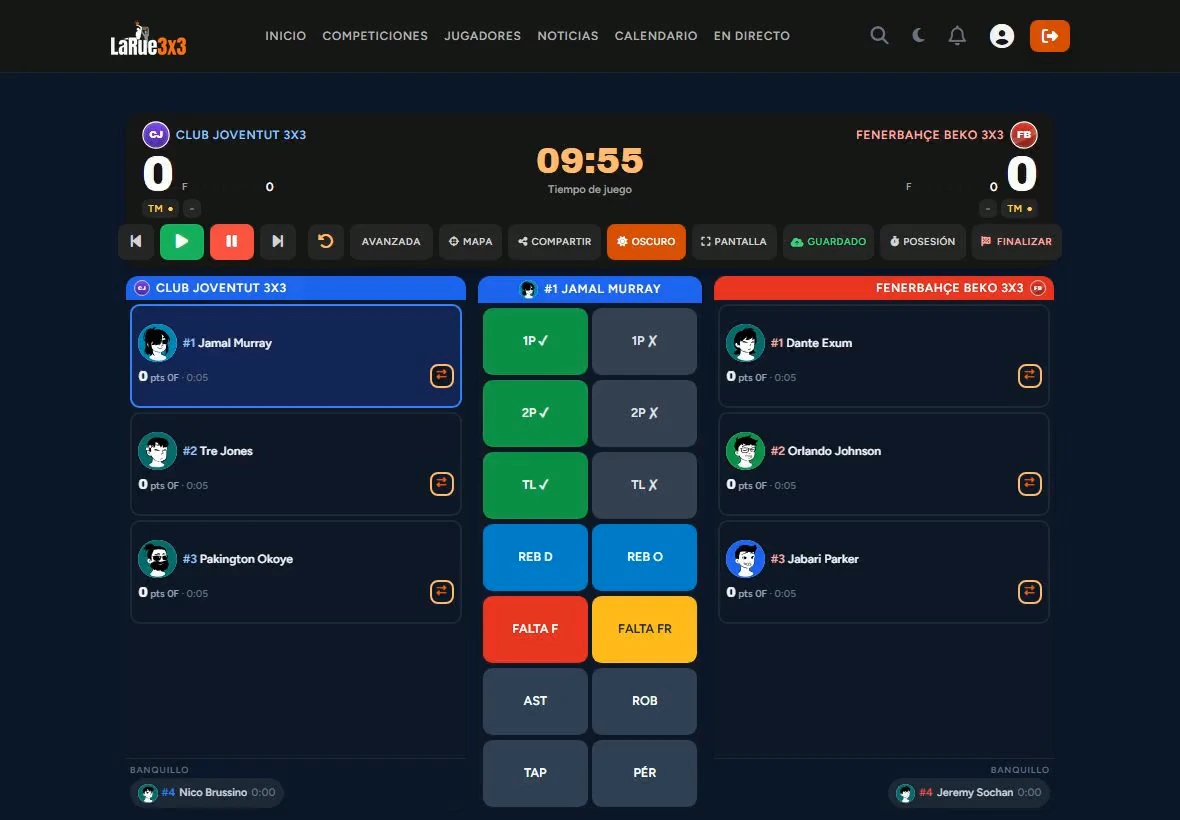 LaRue3x3
INICIO COMPETICIONES JUGADORES NOTICIAS CALENDARIO EN DIRECTO
CJ CLUB JOVENTUT 3X3
FENERBAHÇE BEKO 3X3 FB
0 F 0
09:55
Tiempo de juego
F 0 0
TM • -
- TM •
AVANZADA MAPA COMPARTIR OSCURO PANTALLA GUARDADO POSESIÓN FINALIZAR
CJ CLUB JOVENTUT 3X3
#1 JAMAL MURRAY
FENERBAHÇE BEKO 3X3 FB
#1 Jamal Murray
0 pts 0F · 0:05
#2 Tre Jones
0 pts 0F · 0:05
#3 Pakington Okoye
0 pts 0F · 0:05
1P ✓ 1P ✗
2P ✓ 2P ✗
TL ✓ TL ✗
REB D REB O
FALTA F FALTA FR
AST ROB
TAP PÉR
#1 Dante Exum
0 pts 0F · 0:05
#2 Orlando Johnson
0 pts 0F · 0:05
#3 Jabari Parker
0 pts 0F · 0:05
BANQUILLO
#4 Nico Brussino 0:00
BANQUILLO
#4 Jeremy Sochan 0:00